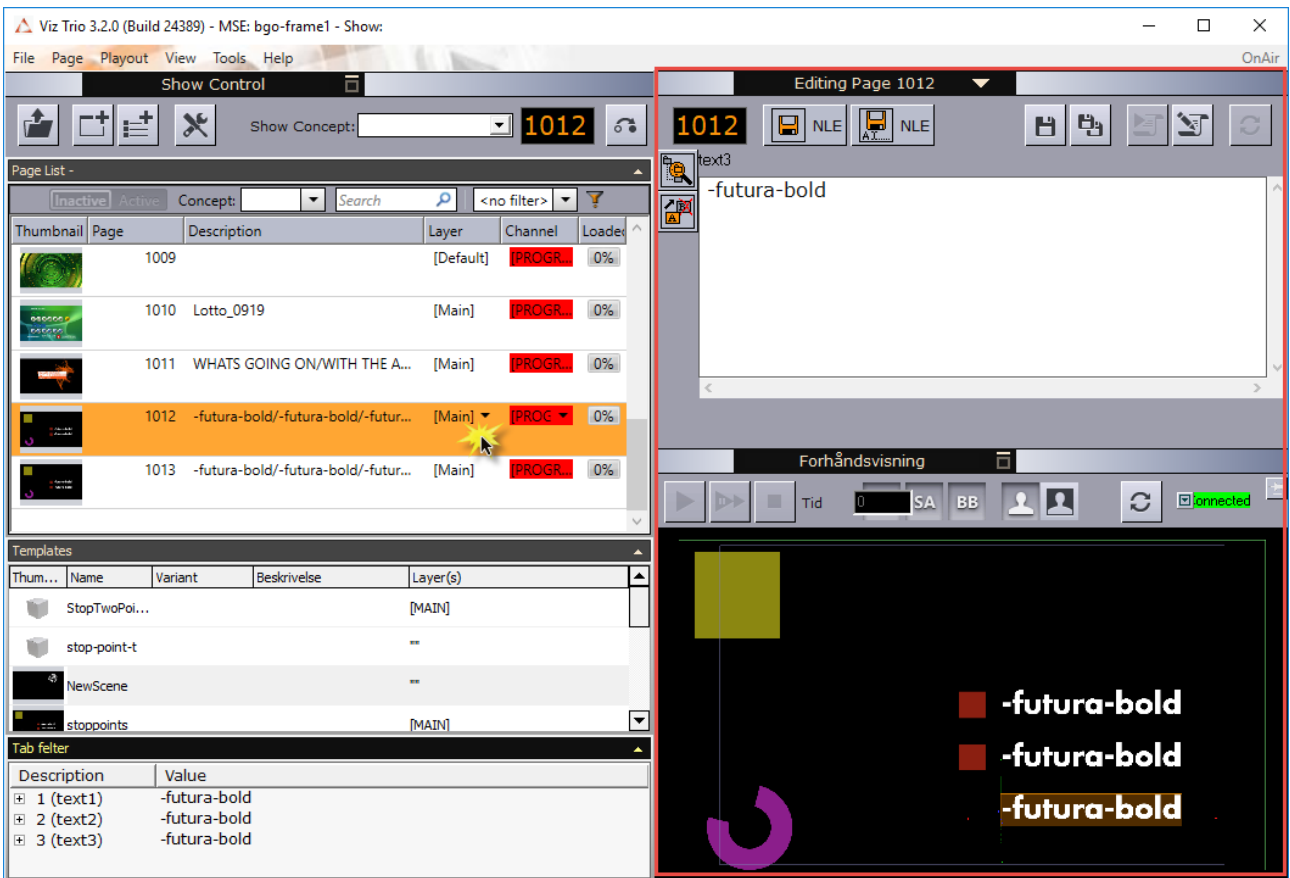 Viz Trio 3.2.0 (Build 24389) - MSE: bgo-frame1 - Show:
File Page Playout View Tools Help
OnAir
Show Control
Show Concept:
1012
Page List -
Inactive Active Concept: Search <no filter>
Thumbnail Page Description Layer Channel Loaded
1009 [Default] [PROGR... 0%
1010 Lotto_0919 [Main] [PROGR... 0%
1011 WHATS GOING ON/WITH THE A... [Main] [PROGR... 0%
1012 -futura-bold/-futura-bold/-futur... [Main] [PROG 0%
1013 -futura-bold/-futura-bold/-futur... [Main] [PROGR... 0%
Templates
Thum... Name Variant Beskrivelse Layer(s)
StopTwoPoi... [MAIN]
stop-point-t ""
NewScene ""
stoppoints [MAIN]
Tab felter
Description Value
1 (text1) -futura-bold
2 (text2) -futura-bold
3 (text3) -futura-bold
Editing Page 1012
1012 NLE NLE
text3
-futura-bold
Forhåndsvisning
Tid 0 SA BB onnected
-futura-bold
-futura-bold
-futura-bold